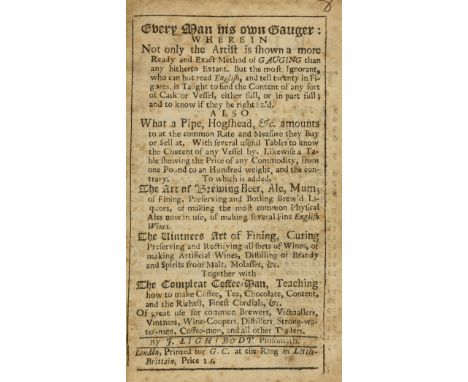 8
Every Man his own Gauger:
WHEREIN
Not only the Artist is shown a more
Ready and Exact Method of GAUGING than
any hitherto Extant. But the most Ignorant,
who can but read English, and tell twenty in Fi-
gures, is Taught to find the Content of any sort
of Cask or Vessel, either full, or in part full;
and to know if they be right siz'd.
ALSO
What a Pipe, Hogshead, &c. amounts
to at the common Rate and Measure they Buy
or Sell at. With several useful Tables to know
the Content of any Vessel by. Likewise a Ta-
ble shewing the Price of any Commodity, from
one Pound to an Hundred weight, and the con-
trary. To which is added,
The Art of Brewing Beer, Ale, Mum;
of Fining, Preserving and Botling Brew'd Li-
quors, of making the most common Physical
Ales now in use, of making several Fine English
Wines.
The Vintners Art of Fining, Curing
Preserving and Rectifying all sorts of Wines, of
making Artificial Wines, Distilling of Brandy
and Spirits from Malt, Molasses, &c.
Together with
The Compleat Coffee-Man, Teaching
how to make Coffee, Tea, Chocolate, Content,
and the Richest, Finest Cordials, &c.
Of great use for common Brewers, Victuallers,
Vintners, Wine-Coopers, Distillers, Strong-wa-
ter-men, Coffee-men, and all other Traders.
By J. LIGHTBODY Philomath.
London, Printed for G. C. at the Ring in Little-
Brittain, Price 1 s.